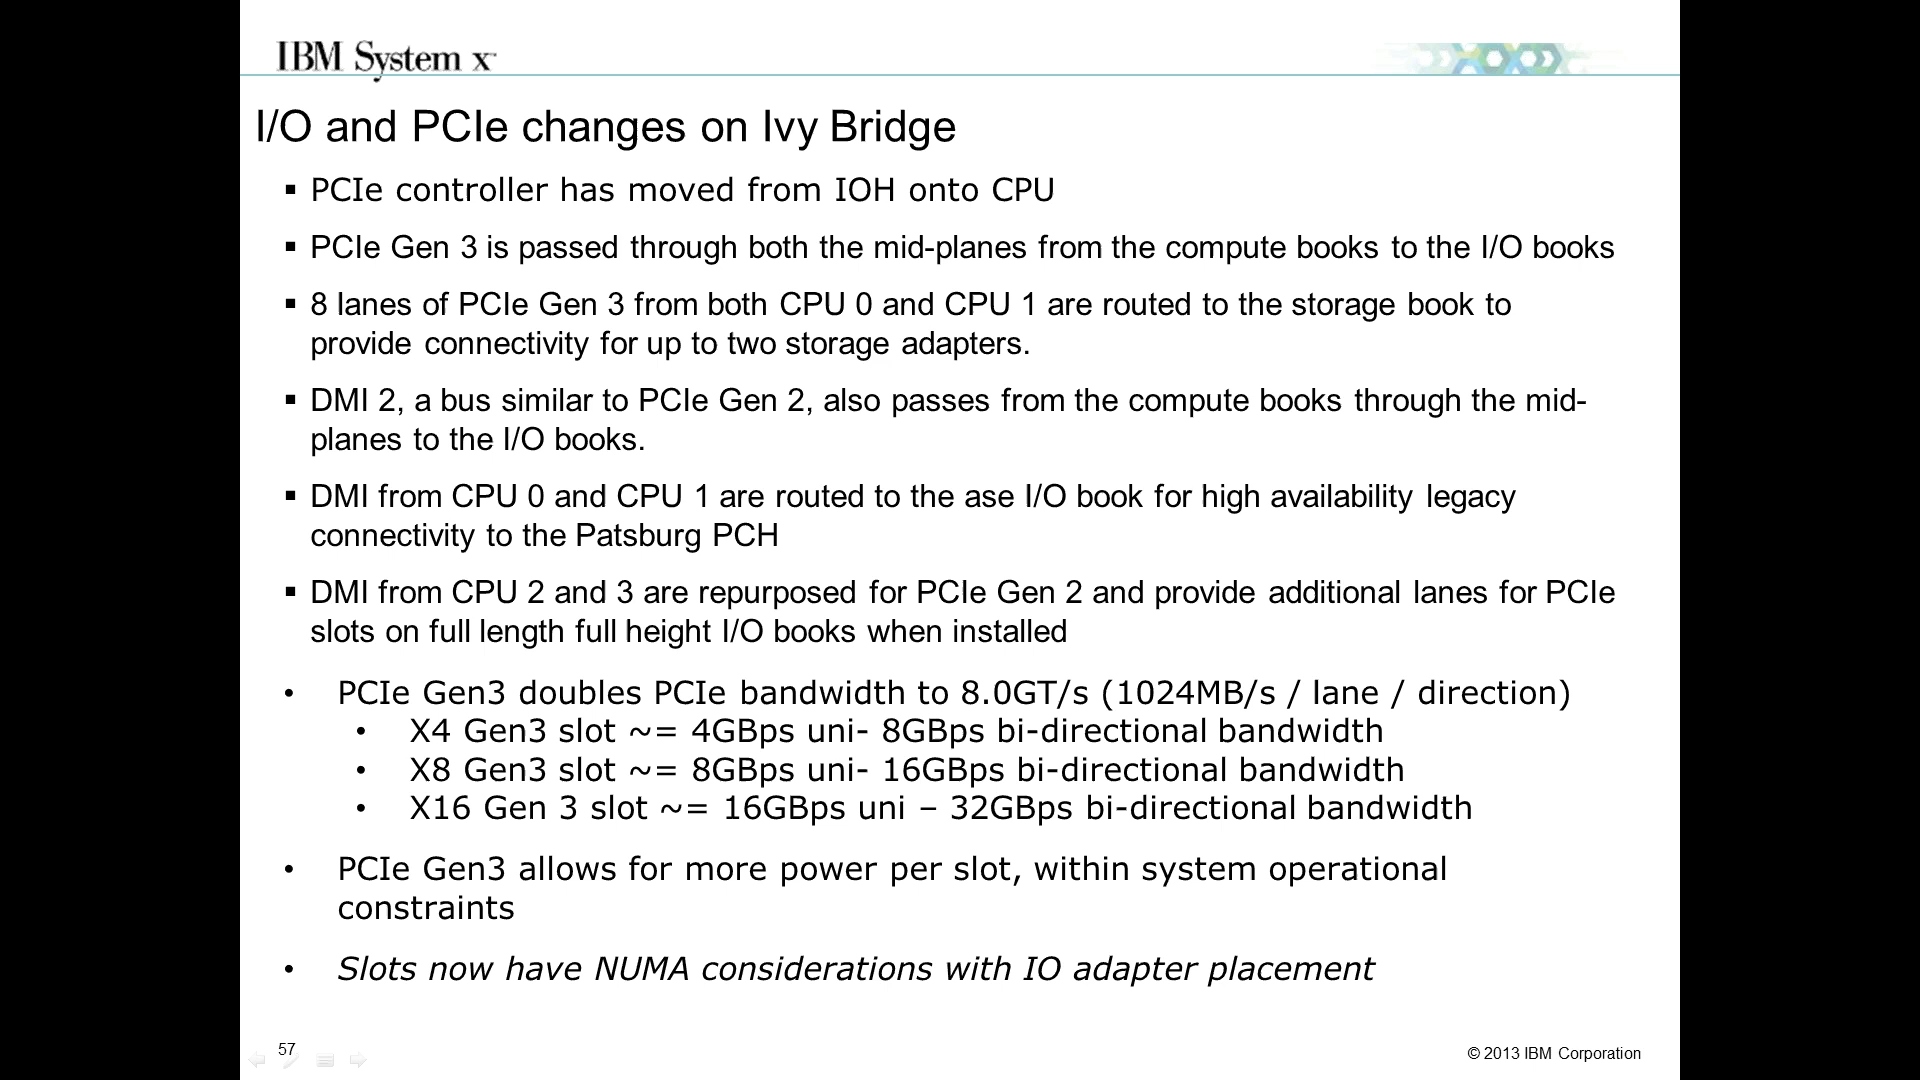 IBM System x
I/O and PCIe changes on Ivy Bridge
▪ PCIe controller has moved from IOH onto CPU
▪ PCIe Gen 3 is passed through both the mid-planes from the compute books to the I/O books
▪ 8 lanes of PCIe Gen 3 from both CPU 0 and CPU 1 are routed to the storage book to
provide connectivity for up to two storage adapters.
▪ DMI 2, a bus similar to PCIe Gen 2, also passes from the compute books through the mid-
planes to the I/O books.
▪ DMI from CPU 0 and CPU 1 are routed to the ase I/O book for high availability legacy
connectivity to the Patsburg PCH
▪ DMI from CPU 2 and 3 are repurposed for PCIe Gen 2 and provide additional lanes for PCIe
slots on full length full height I/O books when installed
• PCIe Gen3 doubles PCIe bandwidth to 8.0GT/s (1024MB/s / lane / direction)
• X4 Gen3 slot ~= 4GBps uni- 8GBps bi-directional bandwidth
• X8 Gen3 slot ~= 8GBps uni- 16GBps bi-directional bandwidth
• X16 Gen 3 slot ~= 16GBps uni – 32GBps bi-directional bandwidth
• PCIe Gen3 allows for more power per slot, within system operational
constraints
• Slots now have NUMA considerations with IO adapter placement
57
© 2013 IBM Corporation